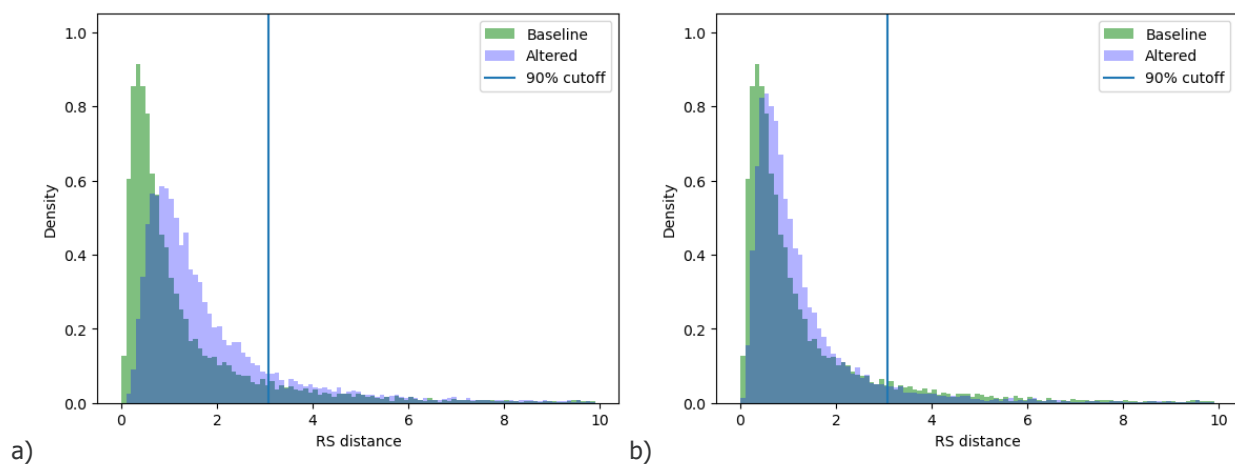 1.0
0.8
0.6
0.4
0.2
0.0
Density
0 2 4 6 8 10
RS distance
Baseline
Altered
90% cutoff
a)
1.0
0.8
0.6
0.4
0.2
0.0
Density
0 2 4 6 8 10
RS distance
Baseline
Altered
90% cutoff
b)